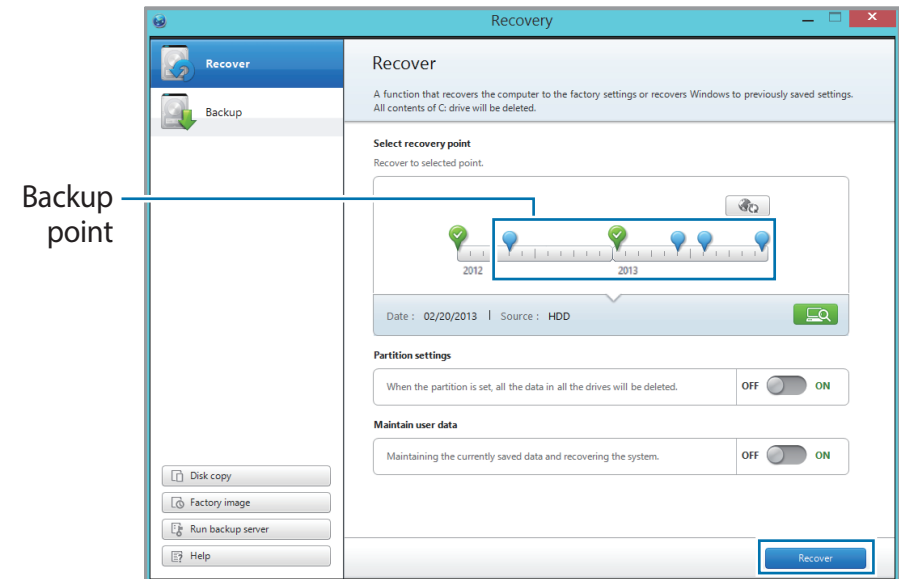 Recovery
Recover
Backup
Recover
A function that recovers the computer to the factory settings or recovers Windows to previously saved settings.
All contents of C: drive will be deleted.
Select recovery point
Recover to selected point.
Backup
point
2012
2013
Date : 02/20/2013 | Source : HDD
Partition settings
When the partition is set, all the data in all the drives will be deleted.
OFF ON
Maintain user data
Maintaining the currently saved data and recovering the system.
OFF ON
Disk copy
Factory image
Run backup server
Help
Recover